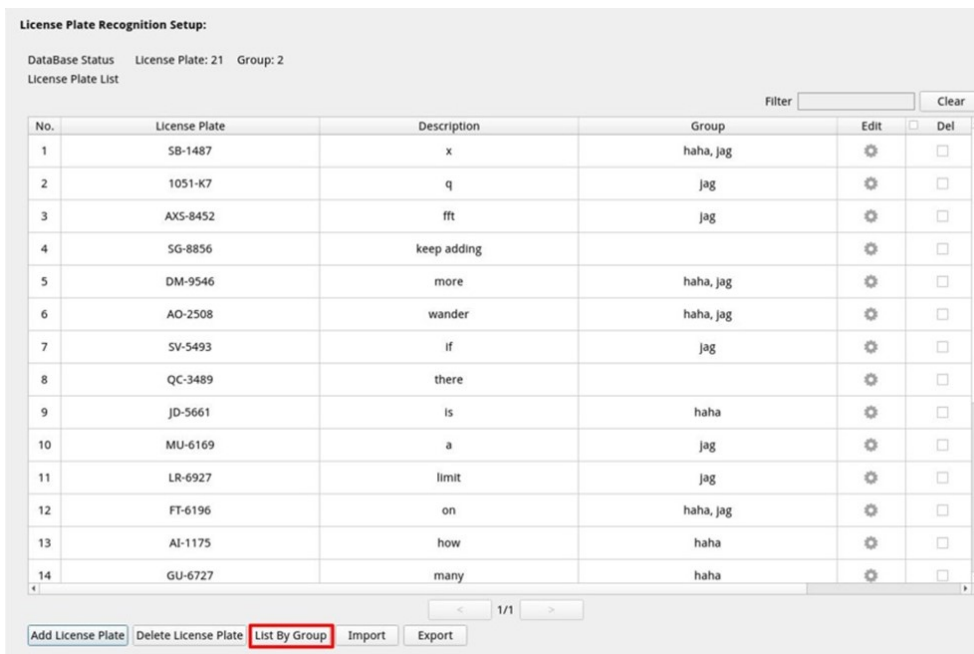 License Plate Recognition Setup:
DataBase Status License Plate: 21 Group: 2
License Plate List
Filter Clear
No. License Plate Description Group Edit Del
1 SB-1487 x haha, jag
2 1051-K7 q jag
3 AXS-8452 fft jag
4 SG-8856 keep adding
5 DM-9546 more haha, jag
6 AO-2508 wander haha, jag
7 SV-5493 if jag
8 QC-3489 there
9 JD-5661 is haha
10 MU-6169 a jag
11 LR-6927 limit jag
12 FT-6196 on haha, jag
13 AI-1175 how haha
14 GU-6727 many haha
< 1/1 >
Add License Plate Delete License Plate List By Group Import Export